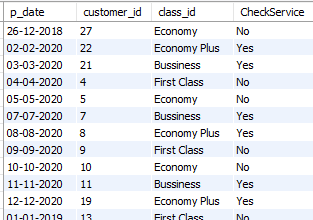 p_date customer_id class_id CheckService
26-12-2018 27 Economy No
02-02-2020 22 Economy Plus Yes
03-03-2020 21 Bussiness Yes
04-04-2020 4 First Class No
05-05-2020 5 Economy No
07-07-2020 7 Bussiness Yes
08-08-2020 8 Economy Plus Yes
09-09-2020 9 First Class No
10-10-2020 10 Economy No
11-11-2020 11 Bussiness Yes
12-12-2020 19 Economy Plus Yes
01-01-2019 13 First Class No